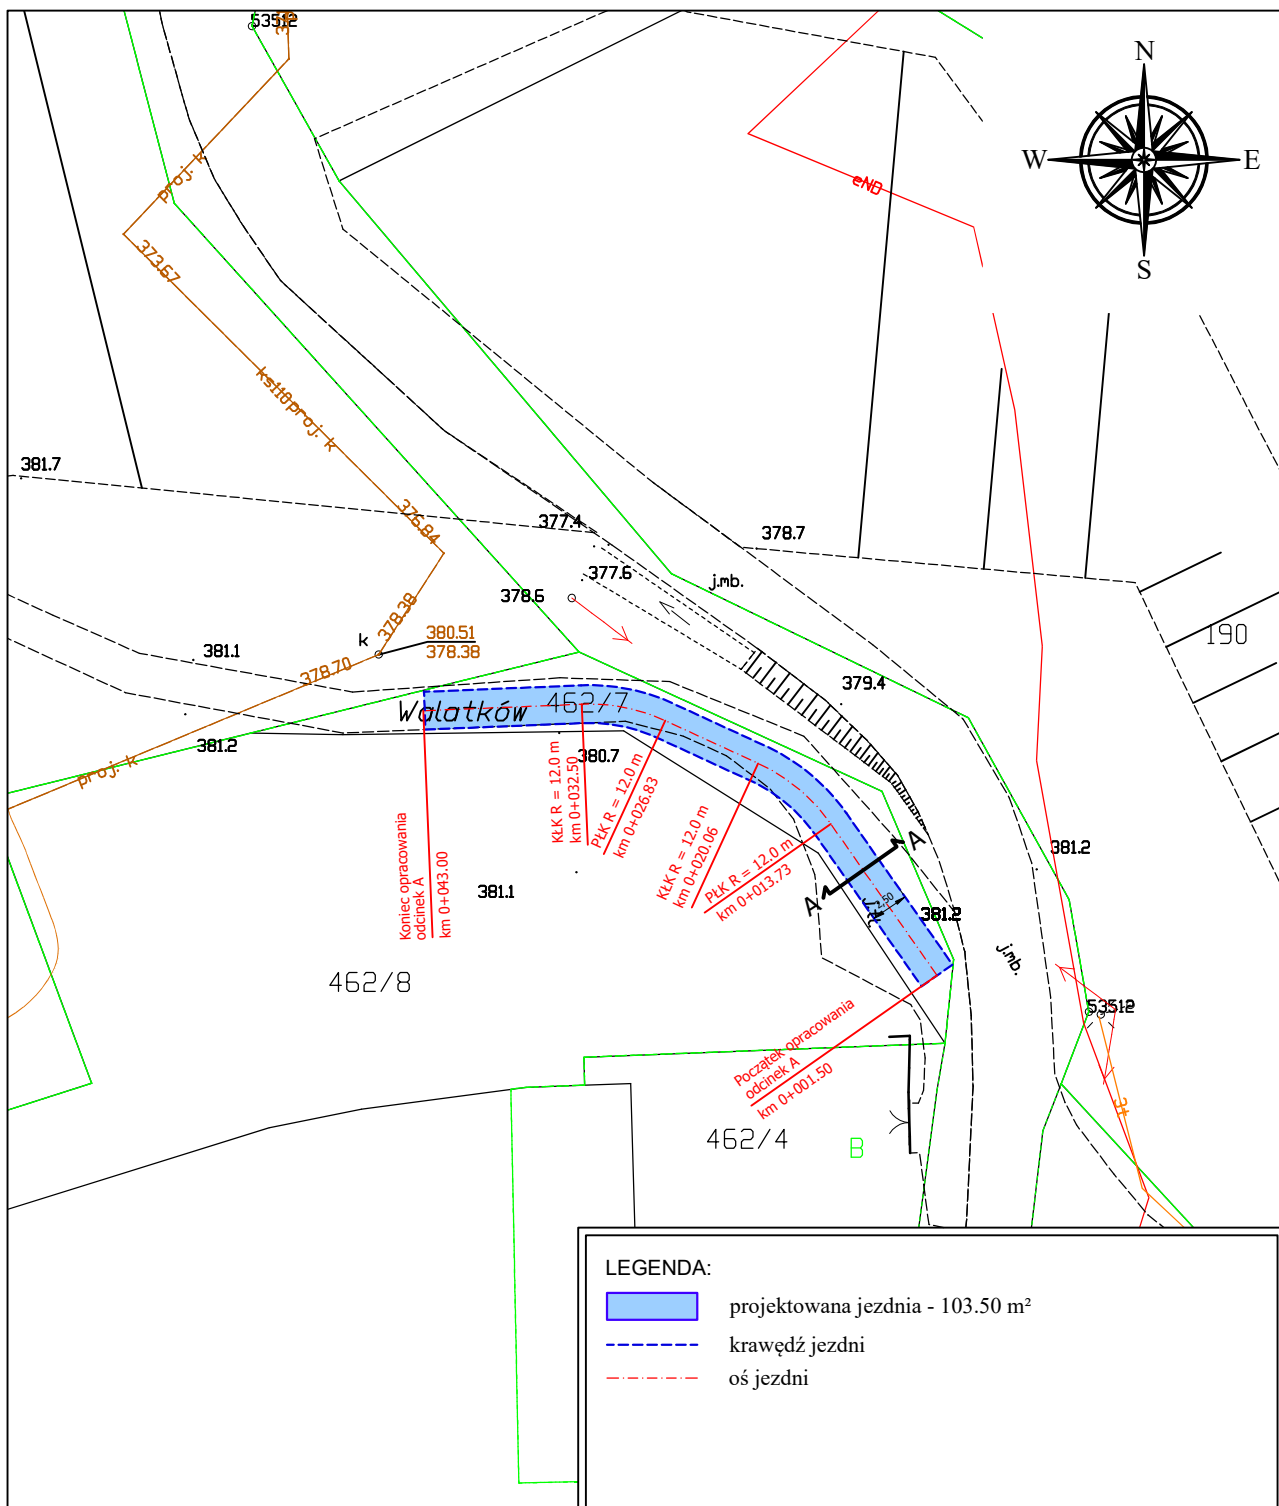 53512
N
W
E
S
proj. k
eND
373.67
ks110proj. k
381.7
376.84
377.4
378.7
377.6
j.mb.
378.6
378.38
k
380.51
378.38
190
381.1
378.70
379.4
462/7
Walatków
381.2
proj. k
380.7
KŁK R = 12.0 m
km 0+032.50
PŁK R = 12.0 m
km 0+026.83
KŁK R = 12.0 m
km 0+020.06
PŁK R = 12.0 m
km 0+013.73
A
A
381.2
Koniec opracowania
odcinek A
km 0+043.00
381.1
381.2
j.mb.
462/8
53512
Początek opracowania
odcinek A
km 0+001.50
462/4
B
LEGENDA:
projektowana jezdnia - 103.50 m²
krawędź jezdni
oś jezdni